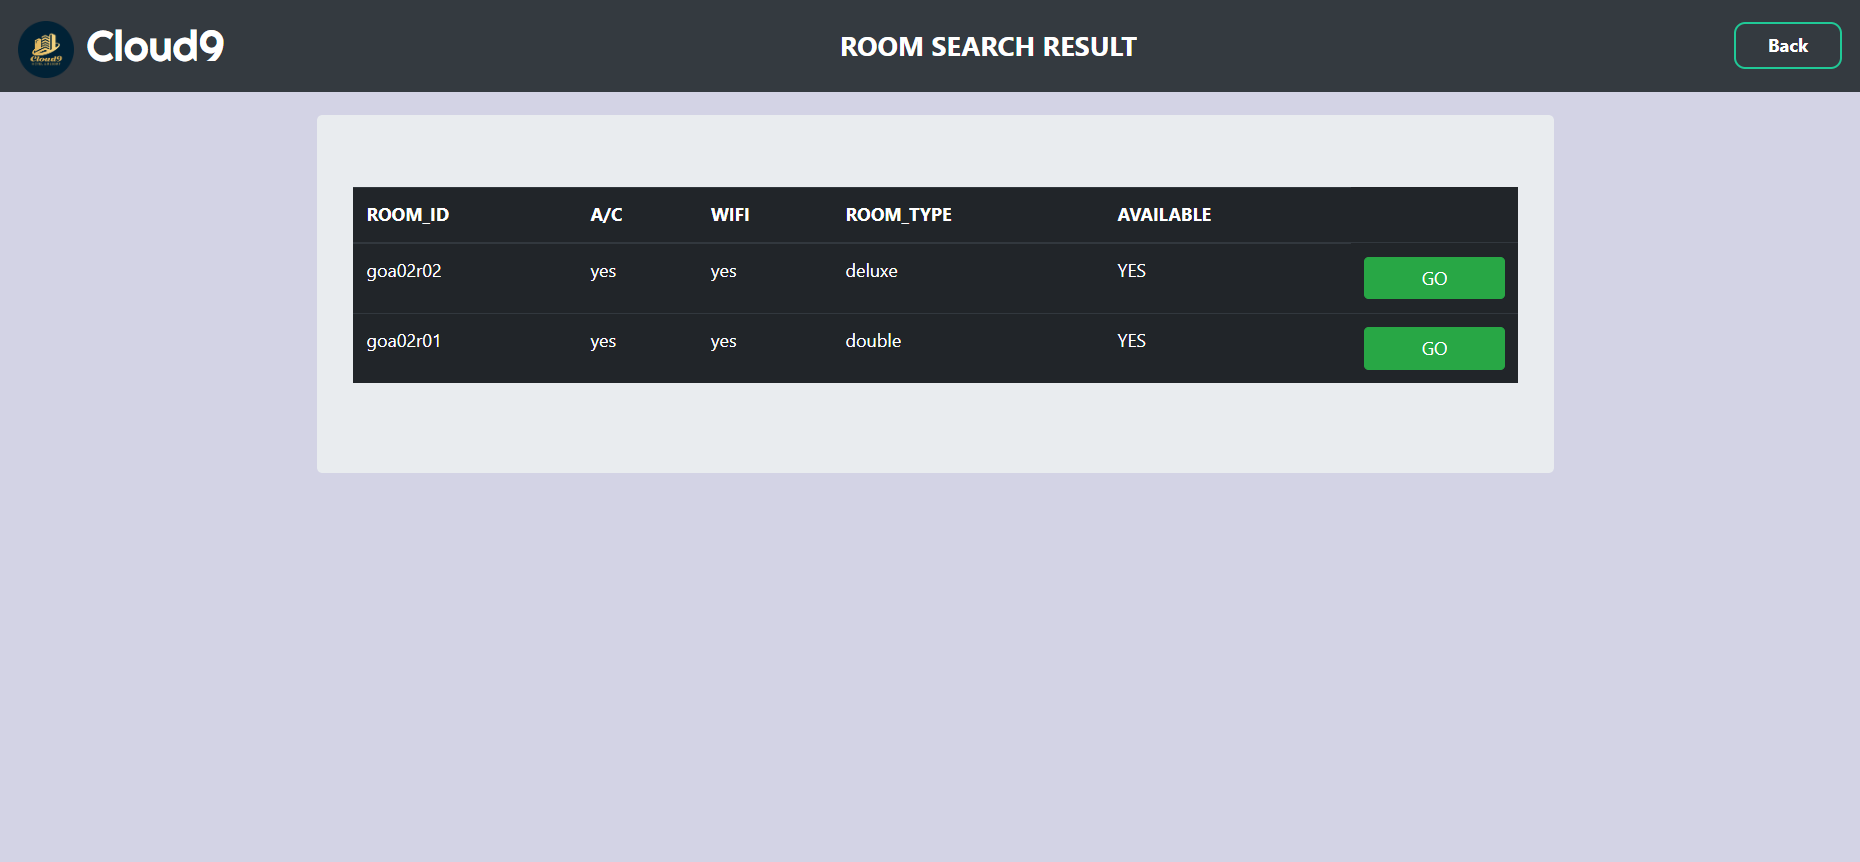 Cloud9
Cloud9
ROOM SEARCH RESULT
Back
ROOM_ID A/C WIFI ROOM_TYPE AVAILABLE
goa02r02 yes yes deluxe YES GO
goa02r01 yes yes double YES GO